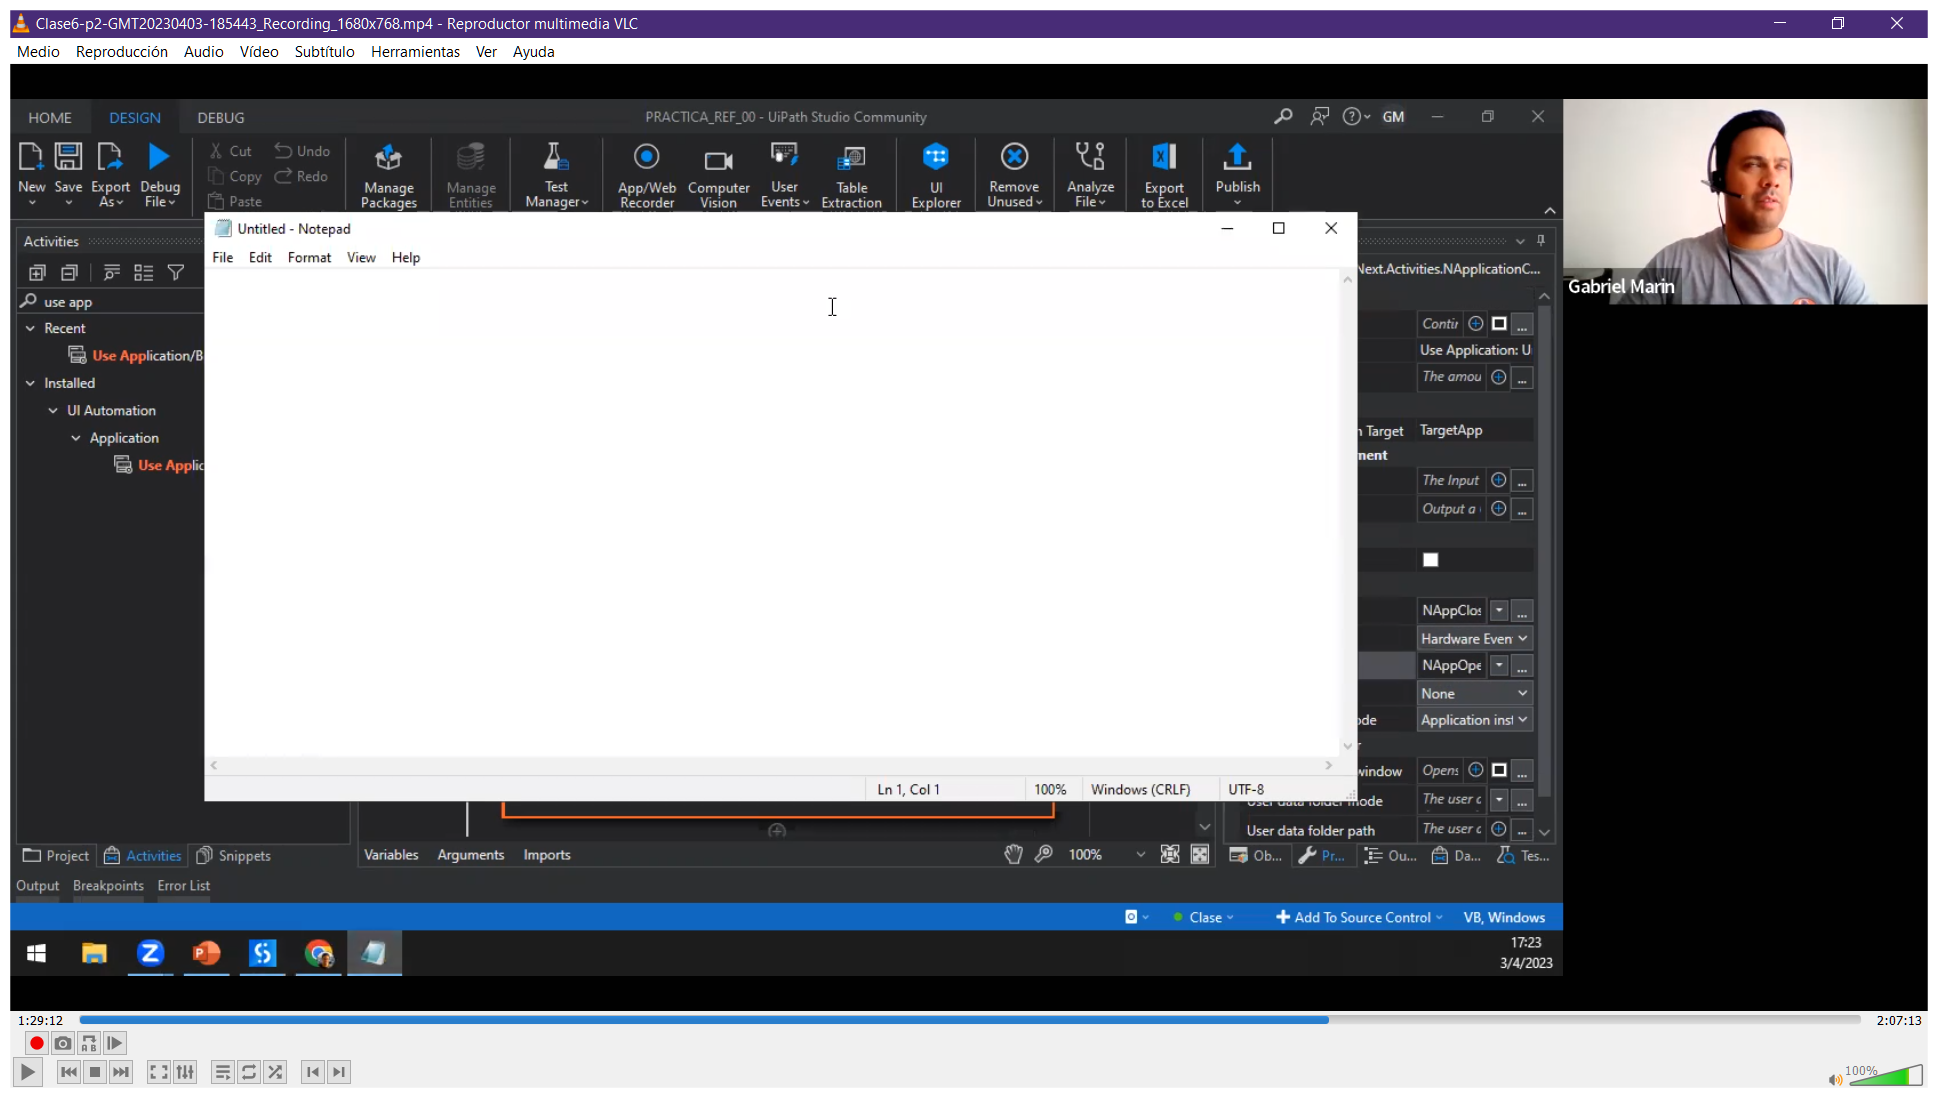 Clase6-p2-GMT20230403-185443_Recording_1680x768.mp4 - Reproductor multimedia VLC
Medio Reproducción Audio Vídeo Subtítulo Herramientas Ver Ayuda
HOME DESIGN DEBUG PRACTICA_REF_00 - UiPath Studio Community GM
New Save Export As Debug File Cut Copy Paste Undo Redo Manage Packages Manage Entities Test Manager App/Web Recorder Computer Vision User Events Table Extraction UI Explorer Remove Unused Analyze File Export to Excel Publish
Activities
use app
Recent
Use Application/B
Installed
UI Automation
Application
Use Applic
Untitled - Notepad
File Edit Format View Help
Ln 1, Col 1 100% Windows (CRLF) UTF-8
Next.Activities.NApplicationC...
Contir ...
Use Application: U
The amou ...
n Target TargetApp
ment
The Input ...
Output a ...
NAppClos ...
Hardware Even
NAppOpe ...
None
ode Application inst
r
window Opens ...
User data folder mode The user d ...
User data folder path The user d ...
Gabriel Marin
Project Activities Snippets
Variables Arguments Imports 100%
Ob... Pr... Ou... Da... Tes...
Output Breakpoints Error List
Clase Add To Source Control VB, Windows
17:23
3/4/2023
1:29:12 2:07:13
100%